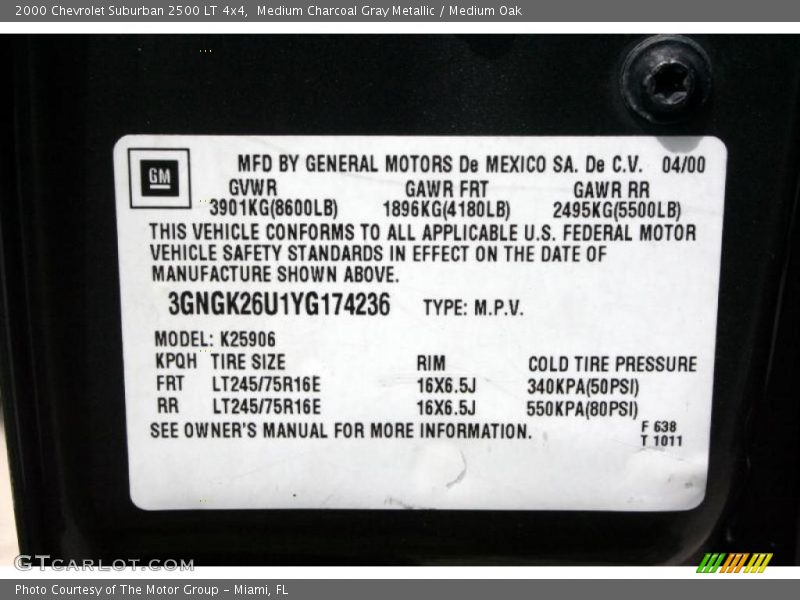 2000 Chevrolet Suburban 2500 LT 4x4,  Medium Charcoal Gray Metallic / Medium Oak
GM
MFD BY GENERAL MOTORS De MEXICO SA. De C.V. 04/00
GVWR GAWR FRT GAWR RR
3901KG(8600LB) 1896KG(4180LB) 2495KG(5500LB)
THIS VEHICLE CONFORMS TO ALL APPLICABLE U.S. FEDERAL MOTOR
VEHICLE SAFETY STANDARDS IN EFFECT ON THE DATE OF
MANUFACTURE SHOWN ABOVE.
3GNGK26U1YG174236 TYPE: M.P.V.
MODEL: K25906
KPQH TIRE SIZE RIM COLD TIRE PRESSURE
FRT LT245/75R16E 16X6.5J 340KPA(50PSI)
RR LT245/75R16E 16X6.5J 550KPA(80PSI)
SEE OWNER'S MANUAL FOR MORE INFORMATION.
F 638
T 1011
GTCARLOT.COM
Photo Courtesy of The Motor Group - Miami, FL